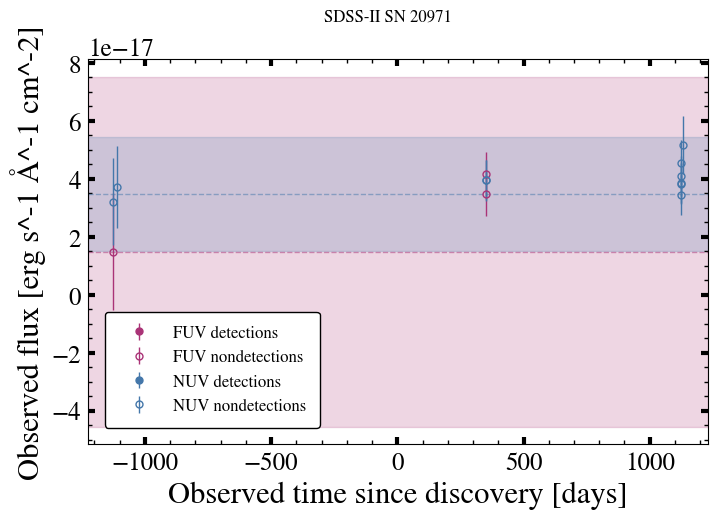 SDSS-II SN 20971
1e−17
Observed flux [erg s^-1 Å^-1 cm^-2]
8
6
4
2
0
−2
−4
FUV detections
FUV nondetections
NUV detections
NUV nondetections
−1000
−500
0
500
1000
Observed time since discovery [days]